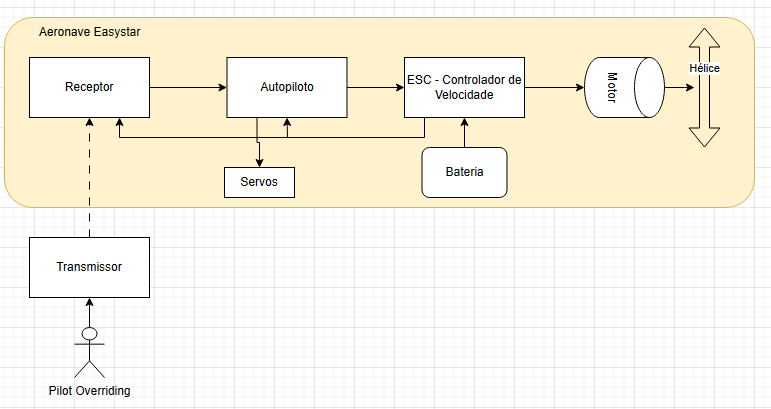 Aeronave Easystar
Receptor
Autopiloto
ESC - Controlador de
Velocidade
Motor
Hélice
Servos
Bateria
Transmissor
Pilot Overriding